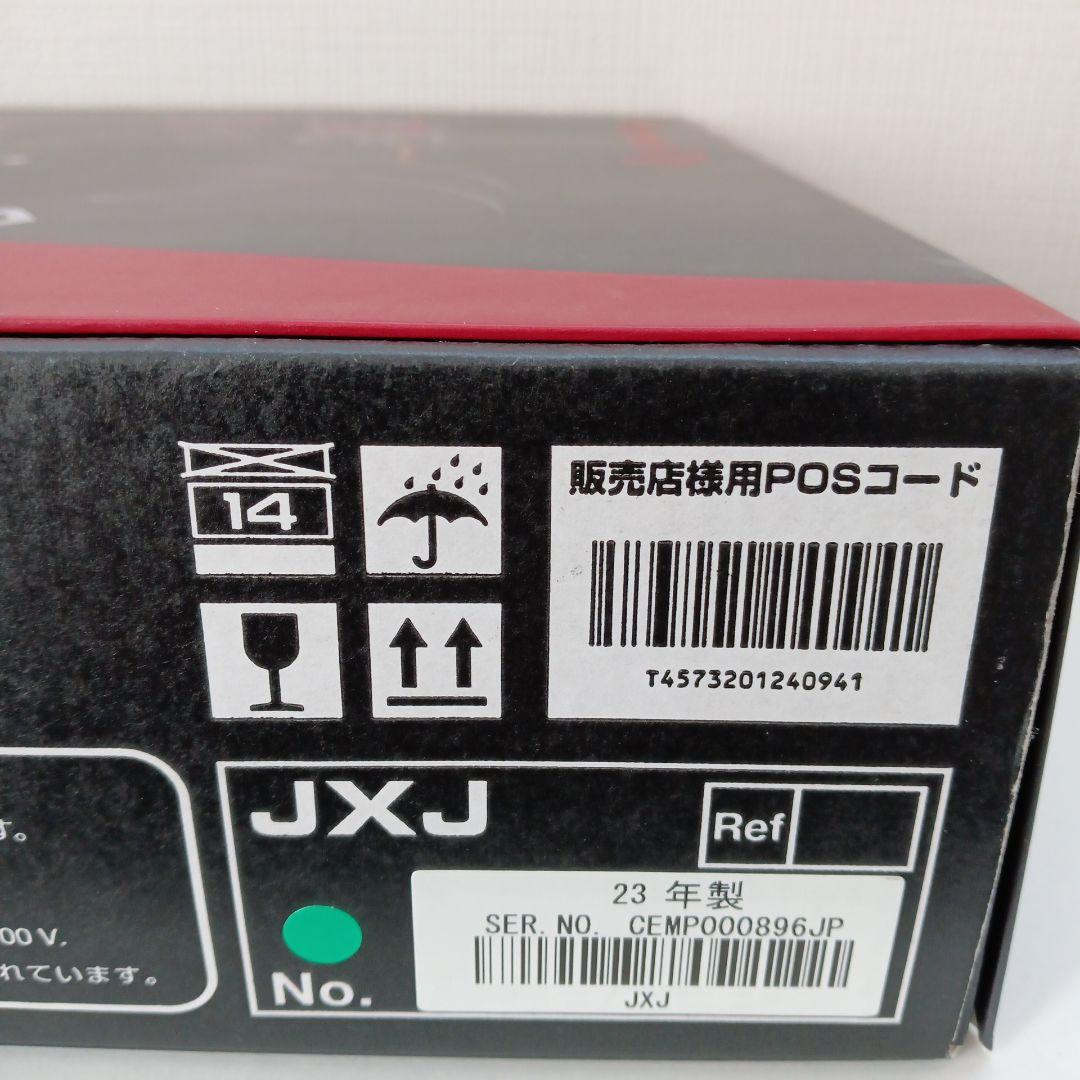 14
販売店様用POSコード
T4573201240941
す。
00V.
れています。
JXJ
Ref
23 年製
SER.NO. CEMP000896JP
JXJ
No.